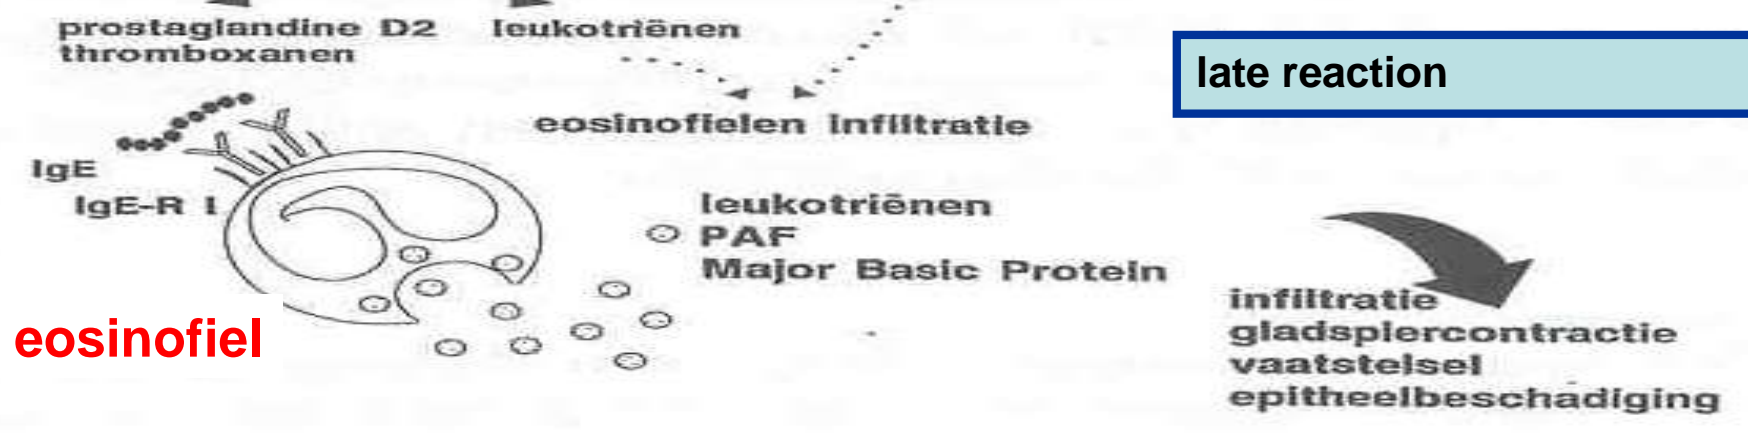 prostaglandine D2 leukotriënen
thromboxanen
late reaction
eosinofielen infiltratie
IgE
IgE-R I
leukotriënen
PAF
Major Basic Protein
eosinofiel
infiltratie
gladspiercontractie
vaatstelsel
epitheelbeschadiging